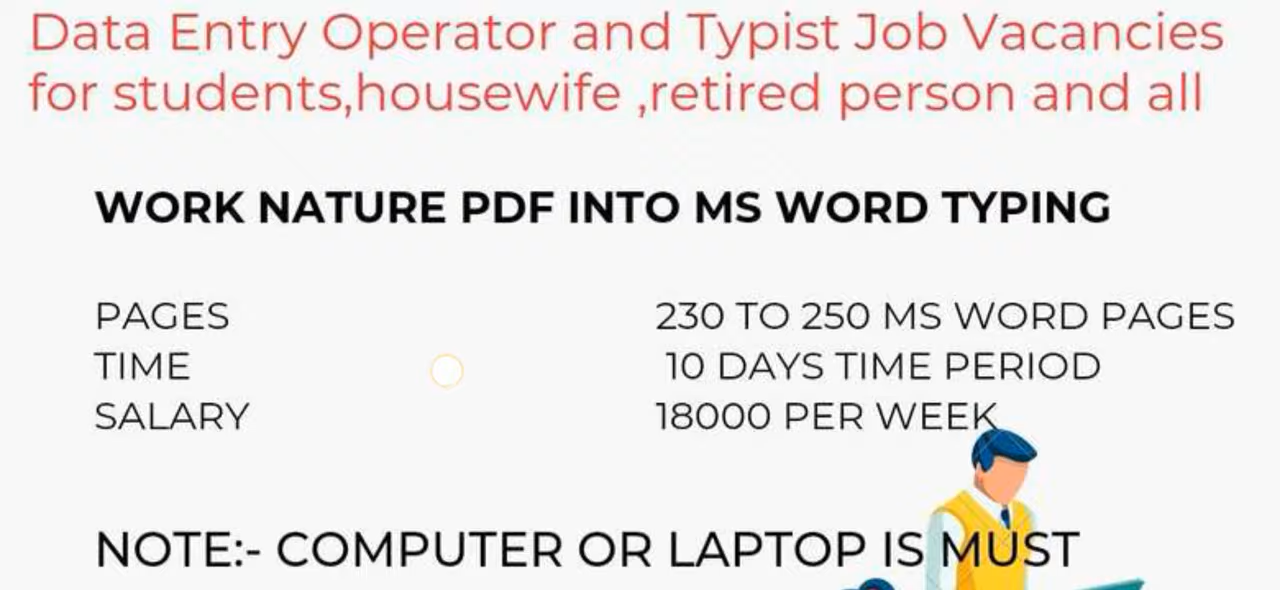 Data Entry Operator and Typist Job Vacancies
for students,housewife ,retired person and all
WORK NATURE PDF INTO MS WORD TYPING
PAGES 230 TO 250 MS WORD PAGES
TIME 10 DAYS TIME PERIOD
SALARY 18000 PER WEEK
NOTE:- COMPUTER OR LAPTOP IS MUST